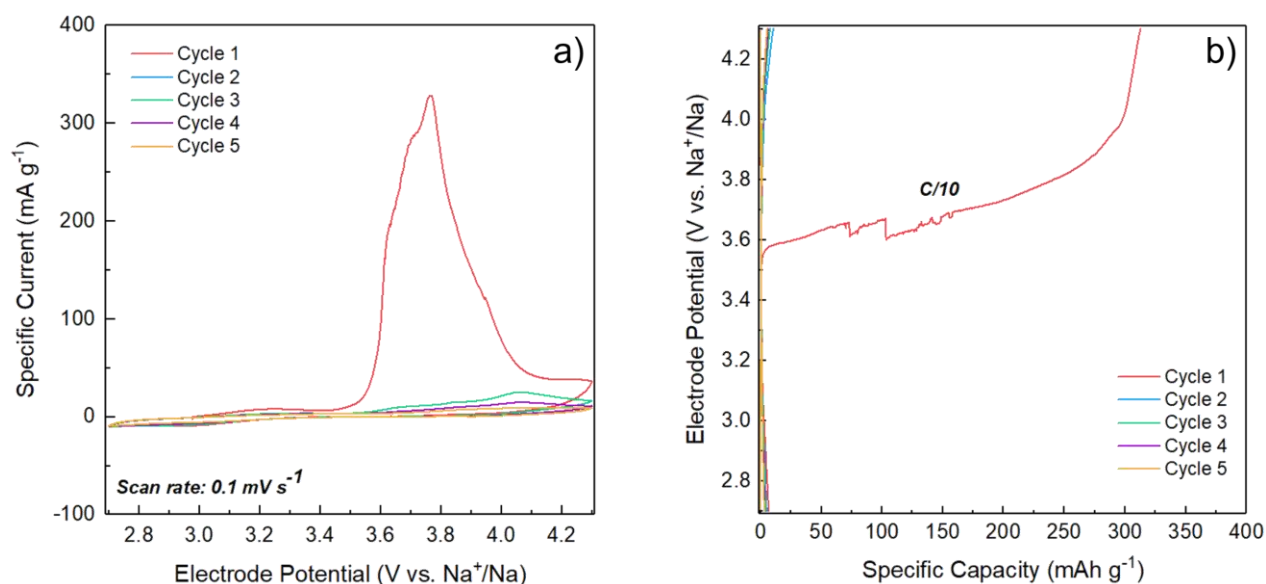 a)
Cycle 1
Cycle 2
Cycle 3
Cycle 4
Cycle 5
400
300
200
100
0
-100
Specific Current (mA g⁻¹)
Scan rate: 0.1 mV s⁻¹
2.8 3.0 3.2 3.4 3.6 3.8 4.0 4.2
Electrode Potential (V vs. Na⁺/Na)
b)
4.2
4.0
3.8
3.6
3.4
3.2
3.0
2.8
Electrode Potential (V vs. Na⁺/Na)
C/10
Cycle 1
Cycle 2
Cycle 3
Cycle 4
Cycle 5
0 50 100 150 200 250 300 350 400
Specific Capacity (mAh g⁻¹)